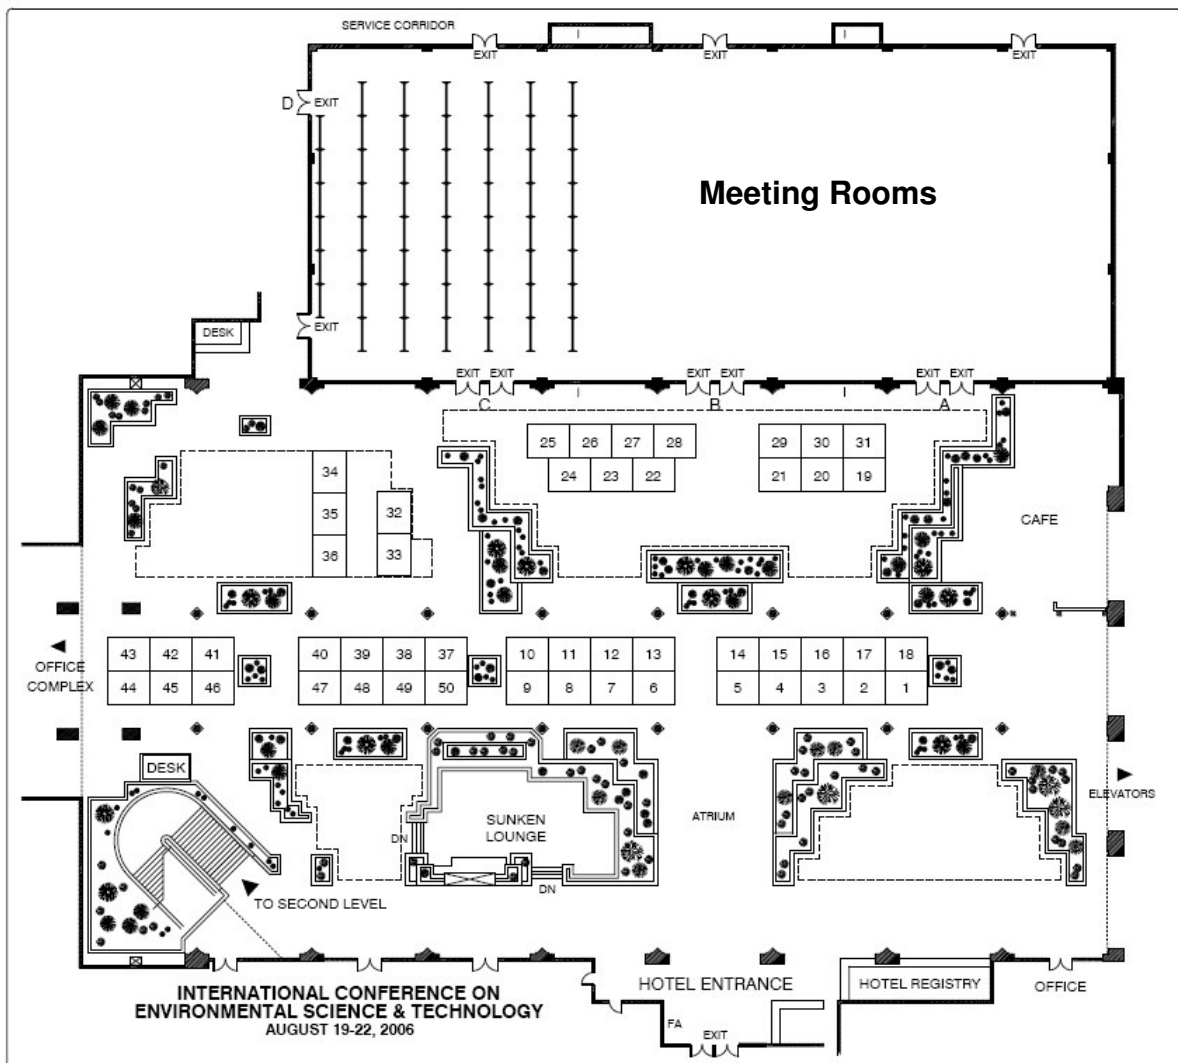 SERVICE CORRIDOR
EXIT
EXIT
EXIT
D EXIT
Meeting Rooms
EXIT
DESK
EXIT EXIT
EXIT EXIT
EXIT EXIT
C
B
A
25 26 27 28
29 30 31
24 23 22
21 20 19
34
35
36
32
33
CAFE
43 42 41
44 45 46
40 39 38 37
47 48 49 50
10 11 12 13
9 8 7 6
14 15 16 17 18
5 4 3 2 1
OFFICE
COMPLEX
DESK
SUNKEN
LOUNGE
DN
DN
ATRIUM
ELEVATORS
TO SECOND LEVEL
HOTEL ENTRANCE
HOTEL REGISTRY
OFFICE
INTERNATIONAL CONFERENCE ON
ENVIRONMENTAL SCIENCE & TECHNOLOGY
AUGUST 19-22, 2006
FA
EXIT